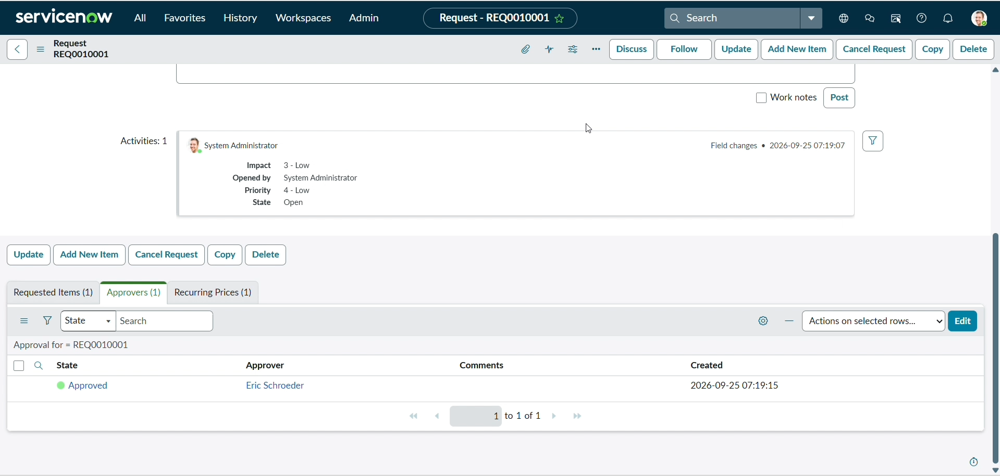 servicenow
All Favorites History Workspaces Admin
Request - REQ0010001
Search
Request
REQ0010001
Discuss Follow Update Add New Item Cancel Request Copy Delete
Work notes Post
Activities: 1
System Administrator
Field changes • 2026-09-25 07:19:07
Impact 3 - Low
Opened by System Administrator
Priority 4 - Low
State Open
Update Add New Item Cancel Request Copy Delete
Requested Items (1) Approvers (1) Recurring Prices (1)
State Search Actions on selected rows... Edit
Approval for = REQ0010001
State Approver Comments Created
Approved Eric Schroeder 2026-09-25 07:19:15
1 to 1 of 1